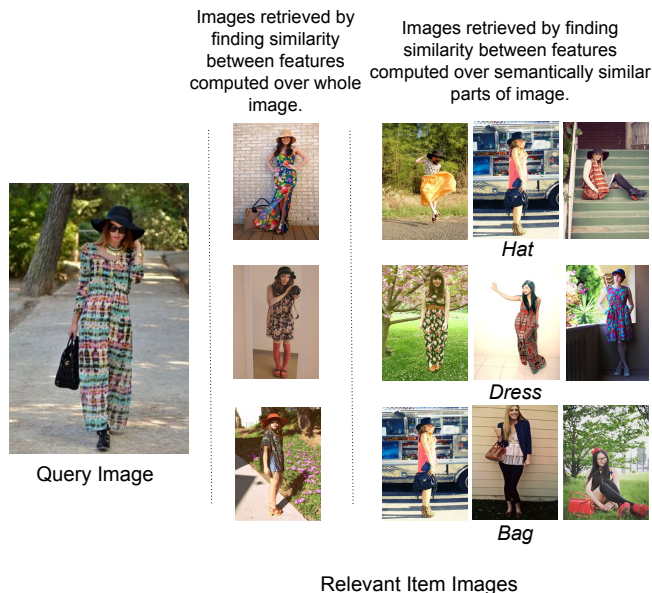 Images retrieved by
finding similarity
between features
computed over whole
image.
Images retrieved by finding
similarity between features
computed over semantically similar
parts of image.
Query Image
Hat
Dress
Bag
Relevant Item Images